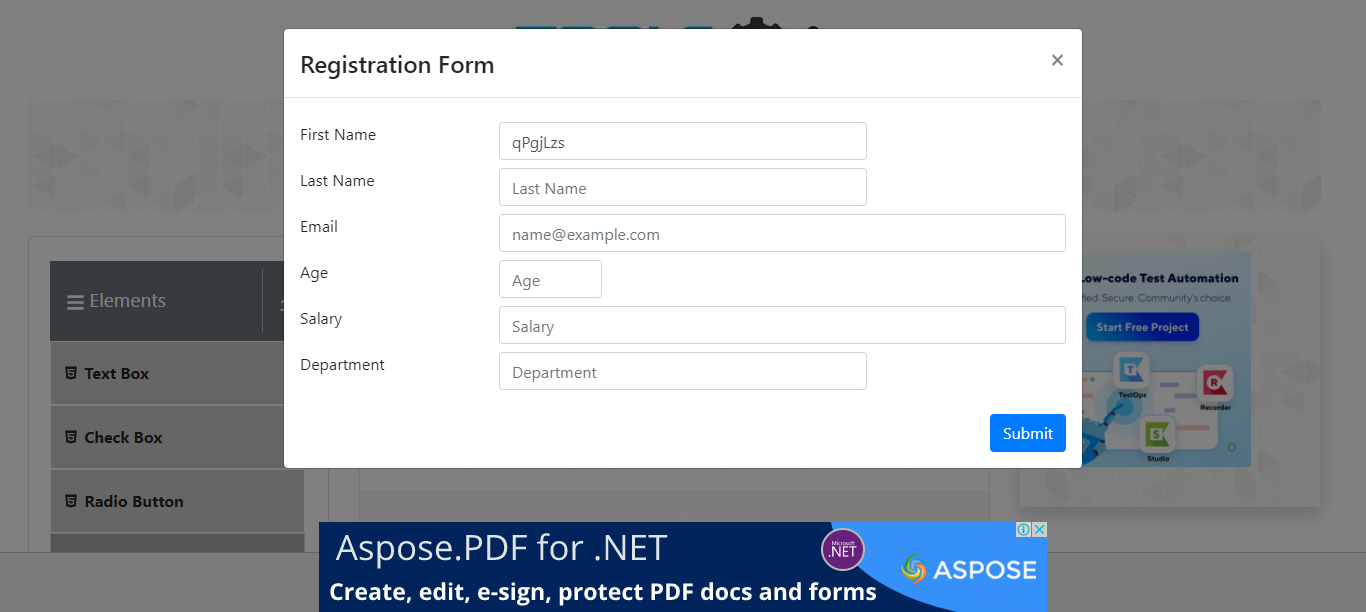 Registration Form
×
First Name
qPgjLzs
Last Name
Last Name
Email
name@example.com
Age
Age
Salary
Salary
Department
Department
Submit
Elements
Text Box
Check Box
Radio Button
Low-code Test Automation
fied. Secure. Community's choice.
Start Free Project
TestOps
Recorder
Studio
Aspose.PDF for .NET
Microsoft
.NET
ASPOSE
Create, edit, e-sign, protect PDF docs and forms